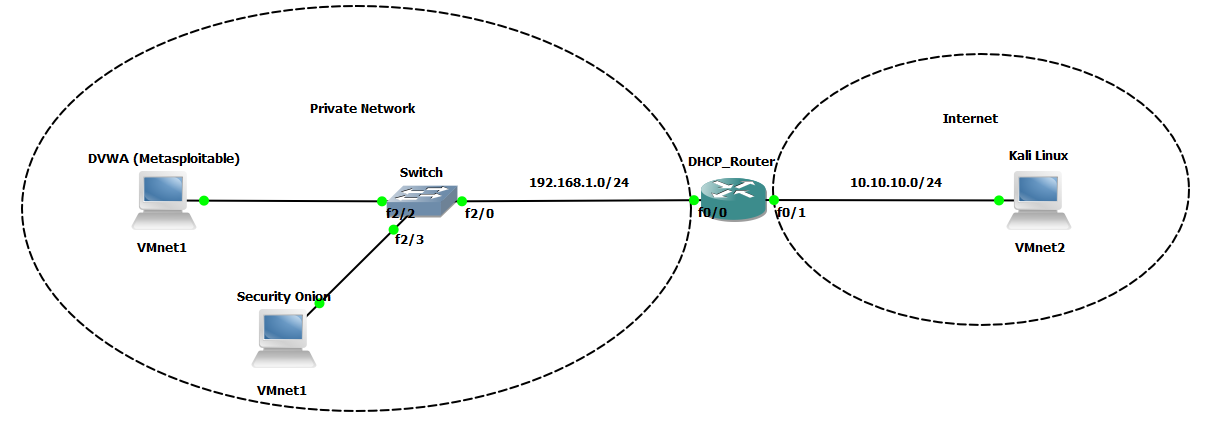 Private Network
Internet
DVWA (Metasploitable)
Switch
DHCP_Router
Kali Linux
192.168.1.0/24
10.10.10.0/24
f2/2
f2/0
f0/0
f0/1
f2/3
VMnet1
VMnet2
Security Onion
VMnet1